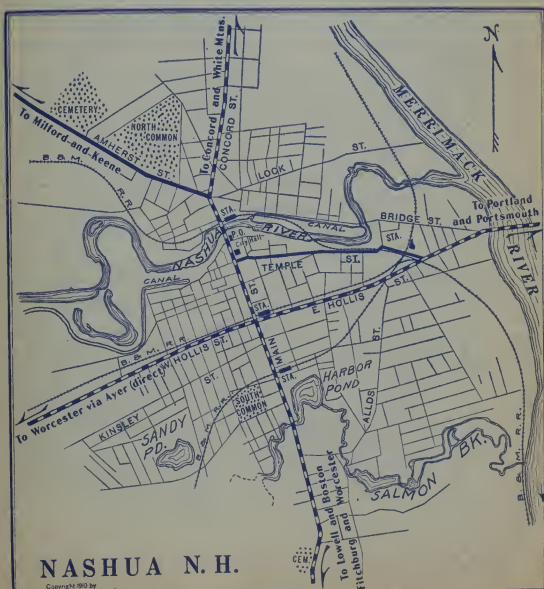 N
CEMETERY
NORTH
COMMON
To Milford and Keene
AMHERST ST.
B. & M. R. R.
To Concord and White Mtns.
CONCORD ST.
LOCK ST.
MERRIMACK
RIVER
To Portland
and Portsmouth
BRIDGE ST.
STA.
CANAL
NASHUA RIVER
STA.
P.O.
City Hall
TEMPLE ST.
CANAL
STA.
E. HOLLIS ST.
B. & M. R. R.
W. HOLLIS ST.
To Worcester via Ayer (direct)
MAIN ST.
STA.
KINSLEY ST.
SANDY
PD.
B. & M. R. R.
SOUTH
COMMON
HARBOR
POND
ALLDS ST.
SALMON BK.
B. & M. R. R.
To Lowell and Boston
Fitchburg and Worcester
CEM.
NASHUA N. H.
Copyright 1910 by